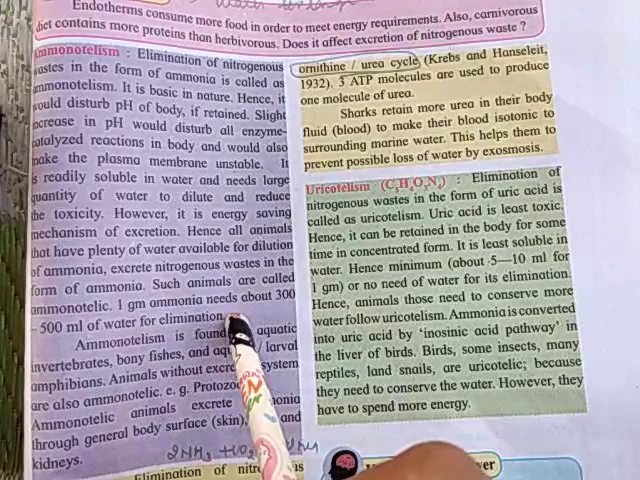 Endotherms consume more food in order to meet energy requirements. Also, carnivorous
diet contains more proteins than herbivorous. Does it affect excretion of nitrogenous waste ?
mmonotelism : Elimination of nitrogenous
astes in the form of ammonia is called as
mmonotelism. It is basic in nature. Hence, it
would disturb pH of body, if retained. Slight
ncrease in pH would disturb all enzyme-
catalyzed reactions in body and would also
make the plasma membrane unstable. It
is readily soluble in water and needs large
quantity of water to dilute and reduce
the toxicity. However, it is energy saving
mechanism of excretion. Hence all animals
that have plenty of water available for dilution
of ammonia, excrete nitrogenous wastes in the
form of ammonia. Such animals are called
ammonotelic. 1 gm ammonia needs about 300
– 500 ml of water for elimination
Ammonotelism is found aquatic
invertebrates, bony fishes, and aqu larval
amphibians. Animals without excre system
are also ammonotelic. e. g. Protozo
Ammonotelic animals excrete onia
through general body surface (skin), and
kidneys.
2NH3
Elimination of nitr
ornithine / urea cycle (Krebs and Hanseleit,
1932). 3 ATP molecules are used to produce
one molecule of urea.
Sharks retain more urea in their body
fluid (blood) to make their blood isotonic to
surrounding marine water. This helps them to
prevent possible loss of water by exosmosis.
Uricotelism (C5H4O3N4) : Elimination of
nitrogenous wastes in the form of uric acid is
called as uricotelism. Uric acid is least toxic.
Hence, it can be retained in the body for some
time in concentrated form. It is least soluble in
water. Hence minimum (about 5—10 ml for
1 gm) or no need of water for its elimination.
Hence, animals those need to conserve more
water follow uricotelism. Ammonia is converted
into uric acid by ‘inosinic acid pathway’ in
the liver of birds. Birds, some insects, many
reptiles, land snails, are uricotelic; because
they need to conserve the water. However, they
have to spend more energy.
wer